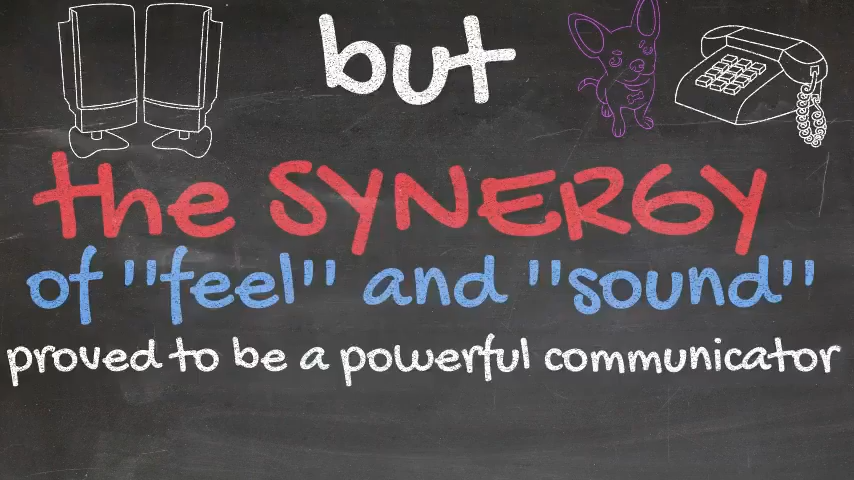 but
the SYNERGY
of "feel" and "sound"
proved to be a powerful communicator